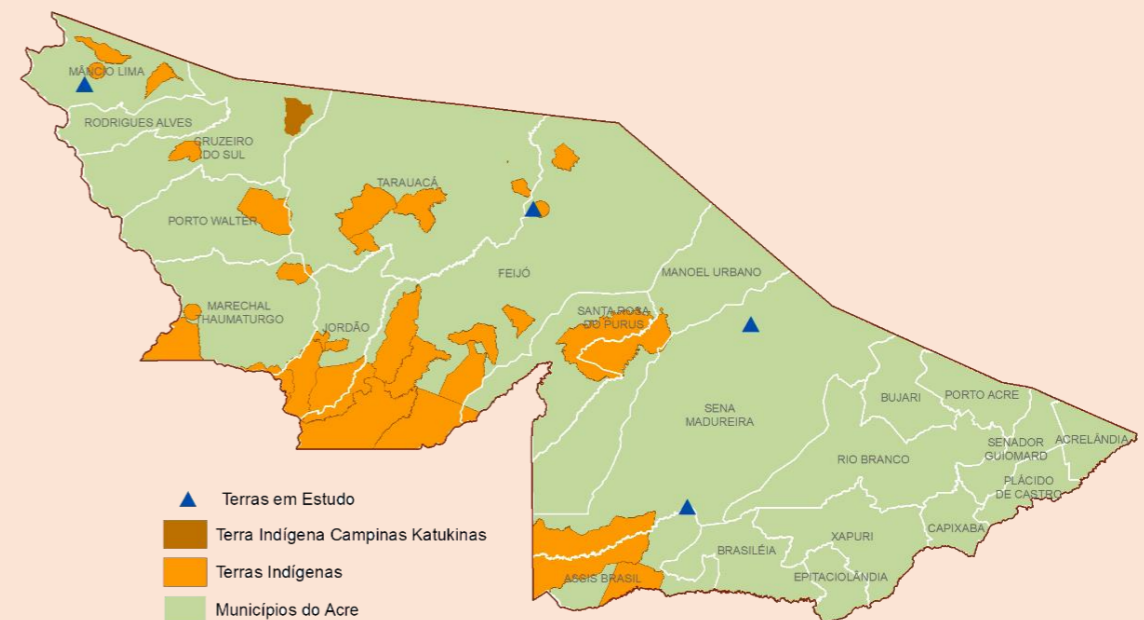 MÂNCIO LIMA
RODRIGUES ALVES
CRUZEIRO
DO SUL
TARAUACÁ
PORTO WALTER
FEIJÓ
MANOEL URBANO
MARECHAL
THAUMATURGO
JORDÃO
SANTA ROSA
DO PURUS
SENA
MADUREIRA
BUJARI
PORTO ACRE
SENADOR
GUIOMARD
ACRELÂNDIA
RIO BRANCO
PLÁCIDO
DE CASTRO
CAPIXABA
XAPURI
BRASILÉIA
EPITACIOLÂNDIA
ASSIS BRASIL
Terras em Estudo
Terra Indígena Campinas Katukinas
Terras Indígenas
Municípios do Acre